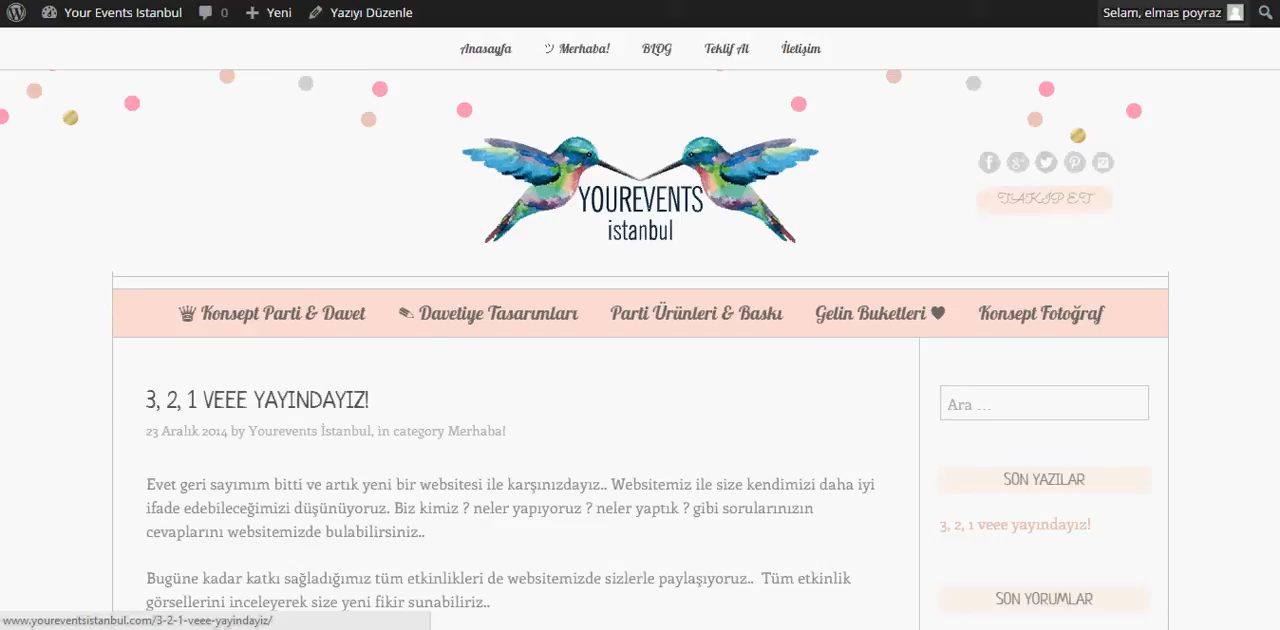 Your Events Istanbul 0 Yeni Yazıyı Düzenle Selam, elmas poyraz
Anasayfa Merhaba! BLOG Teklif Al İletişim
YOUREVENTS
istanbul
TAKIP ET
Konsept Parti & Davet Davetiye Tasarımları Parti Ürünleri & Baskı Gelin Buketleri Konsept Fotoğraf
3, 2, 1 VEEE YAYINDAYIZ!
23 Aralık 2014 by Yourevents İstanbul, in category Merhaba!
Evet geri sayımım bitti ve artık yeni bir websitesi ile karşınızdayız.. Websitemiz ile size kendimizi daha iyi
ifade edebileceğimizi düşünüyoruz. Biz kimiz ? neler yapıyoruz ? neler yaptık ? gibi sorularınızın
cevaplarını websitemizde bulabilirsiniz..
Bugüne kadar katkı sağladığımız tüm etkinlikleri de websitemizde sizlerle paylaşıyoruz.. Tüm etkinlik
görsellerini inceleyerek size yeni fikir sunabiliriz..
Ara …
SON YAZILAR
3, 2, 1 veee yayındayız!
SON YORUMLAR
www.youreventsistanbul.com/3-2-1-veee-yayindayiz/